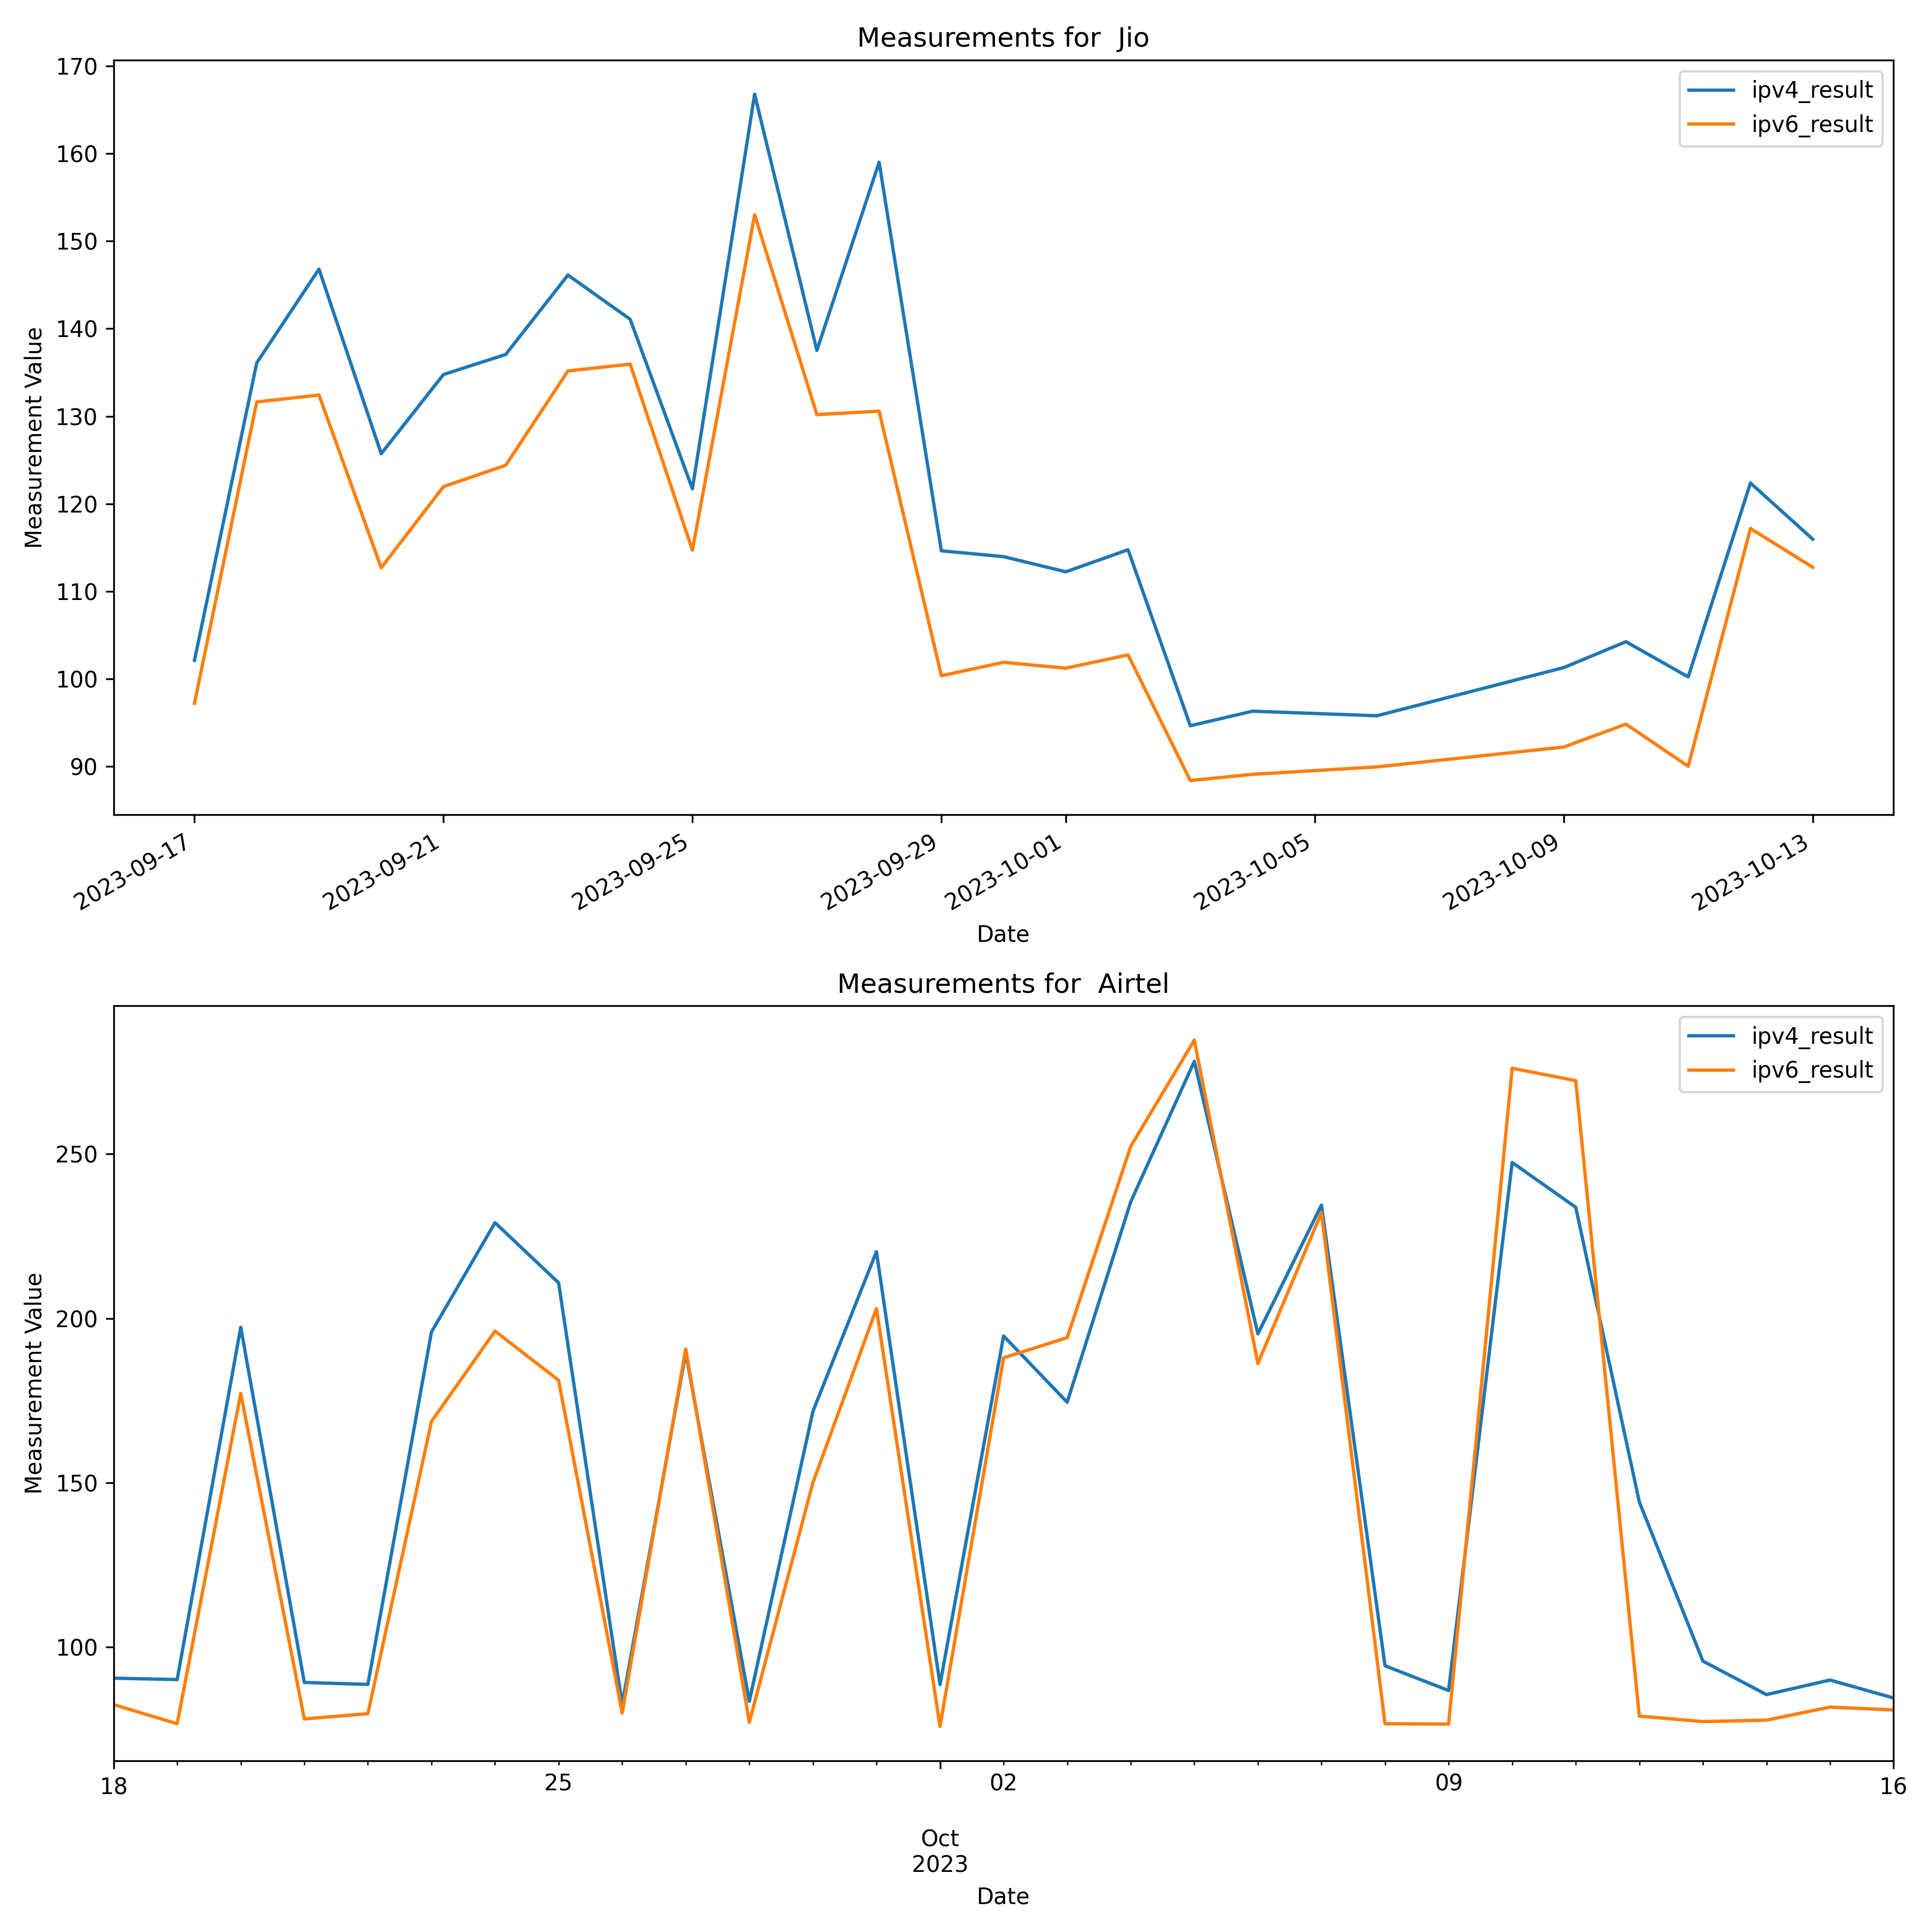 Measurements for  Jio
170
160
150
140
130
120
110
100
90
Measurement Value
ipv4_result
ipv6_result
2023-09-17
2023-09-21
2023-09-25
2023-09-29
2023-10-01
2023-10-05
2023-10-09
2023-10-13
Date
Measurements for  Airtel
250
200
150
100
Measurement Value
ipv4_result
ipv6_result
18
25
02
09
16
Oct
2023
Date